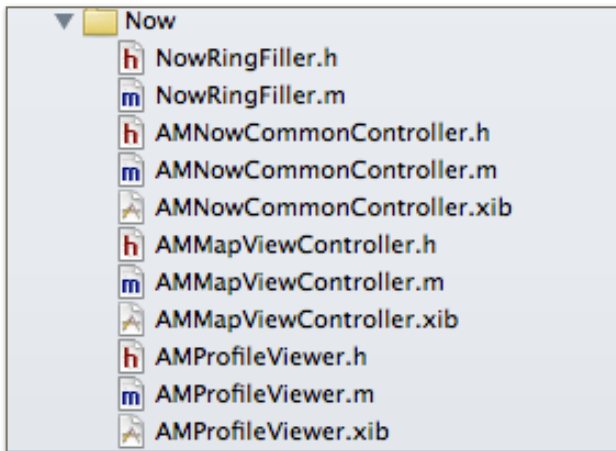 Now
h NowRingFiller.h
m NowRingFiller.m
h AMNowCommonController.h
m AMNowCommonController.m
AMNowCommonController.xib
h AMMapViewController.h
m AMMapViewController.m
AMMapViewController.xib
h AMProfileViewer.h
m AMProfileViewer.m
AMProfileViewer.xib